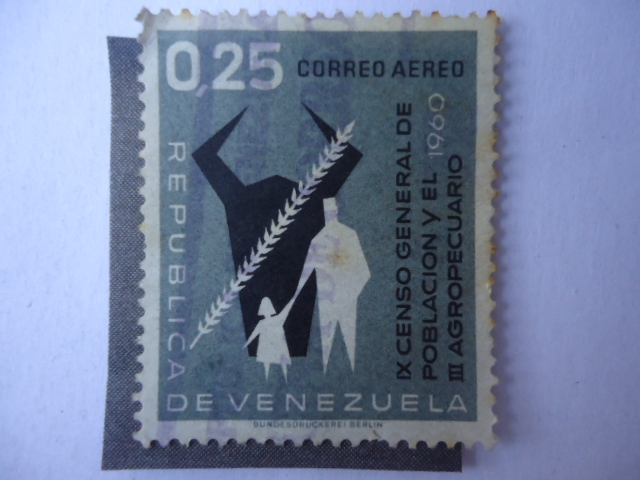 0,25 CORREO AEREO
REPUBLICA
DE VENEZUELA
IX CENSO GENERAL DE
POBLACION Y EL 1960
III AGROPECUARIO
BUNDESDRUCKEREI BERLIN